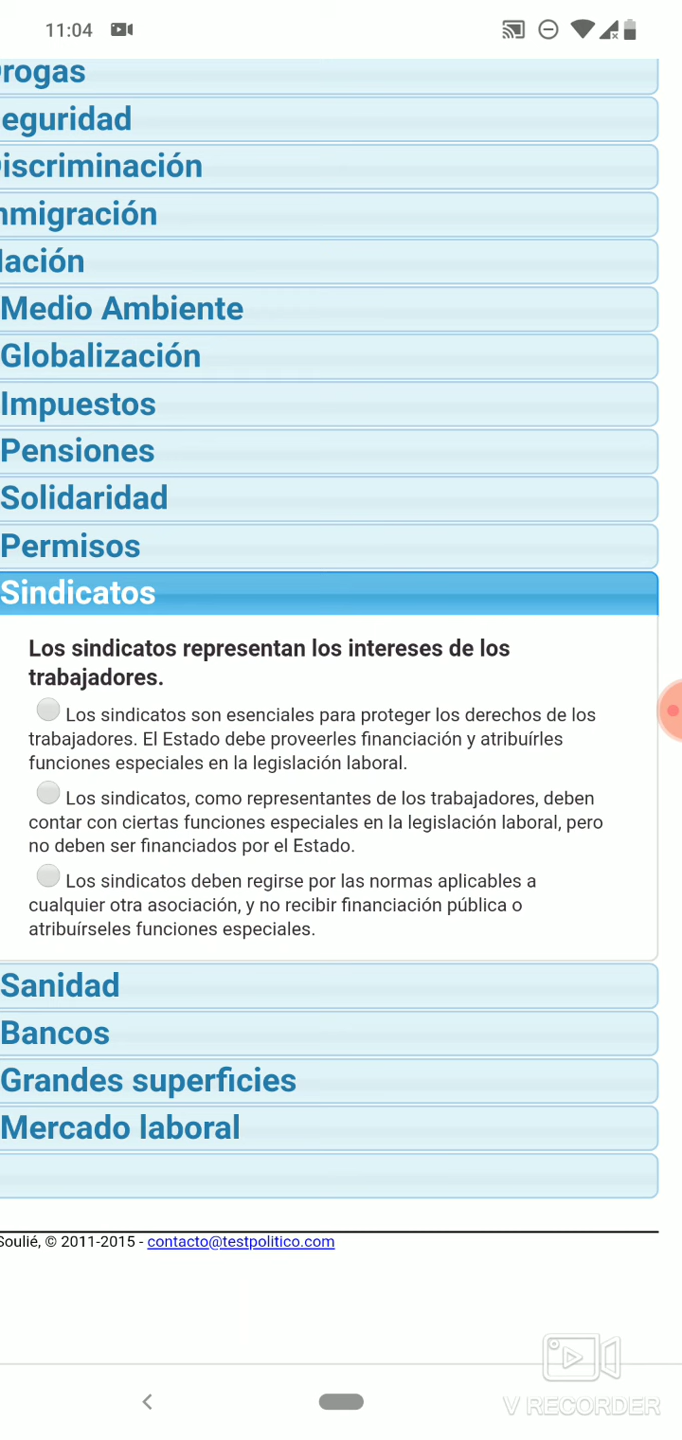 11:04
rogas
eguridad
iscriminación
migración
ación
Medio Ambiente
Globalización
Impuestos
Pensiones
Solidaridad
Permisos
Sindicatos
Los sindicatos representan los intereses de los
trabajadores.
Los sindicatos son esenciales para proteger los derechos de los
trabajadores. El Estado debe proveerles financiación y atribuírles
funciones especiales en la legislación laboral.
Los sindicatos, como representantes de los trabajadores, deben
contar con ciertas funciones especiales en la legislación laboral, pero
no deben ser financiados por el Estado.
Los sindicatos deben regirse por las normas aplicables a
cualquier otra asociación, y no recibir financiación pública o
atribuírseles funciones especiales.
Sanidad
Bancos
Grandes superficies
Mercado laboral
Soulié, © 2011-2015 - contacto@testpolitico.com
V RECORDER